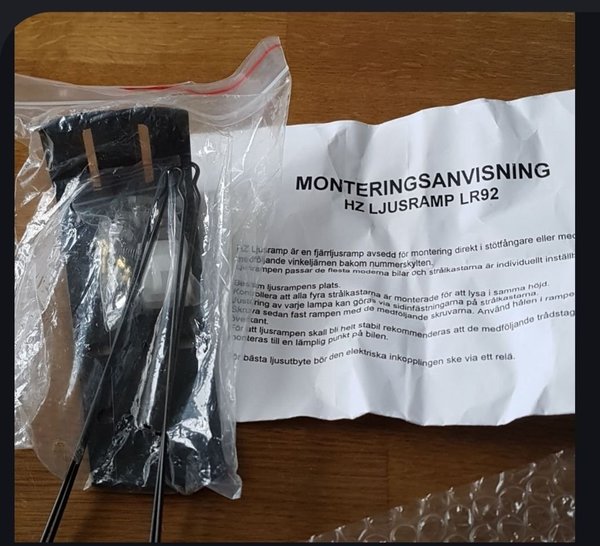 MONTERINGSANVISNING
HZ LJUSRAMP LR92
HZ Ljusramp är en fjärrljusramp avsedd för montering direkt i stötfångare eller med
medföljande vinkeljärnen bakom nummerskylten.
Ljusrampen passar de flesta moderna bilar och strålkastarna är individuellt inställb
Bestäm ljusrampens plats.
Kontrollera att alla fyra strålkastarna är monterade för att lysa i samma höjd.
Justering av varje lampa kan göras via sidinfästningarna på strålkastarna.
Skruva sedan fast rampen med de medföljande skruvarna. Använd hålen i rampe
överkant.
För att ljusrampen skall bli helt stabil rekommenderas att de medföljande trådstag
monteras till en lämplig punkt på bilen.
ör bästa ljusutbyte bör den elektriska inkopplingen ske via ett relä.